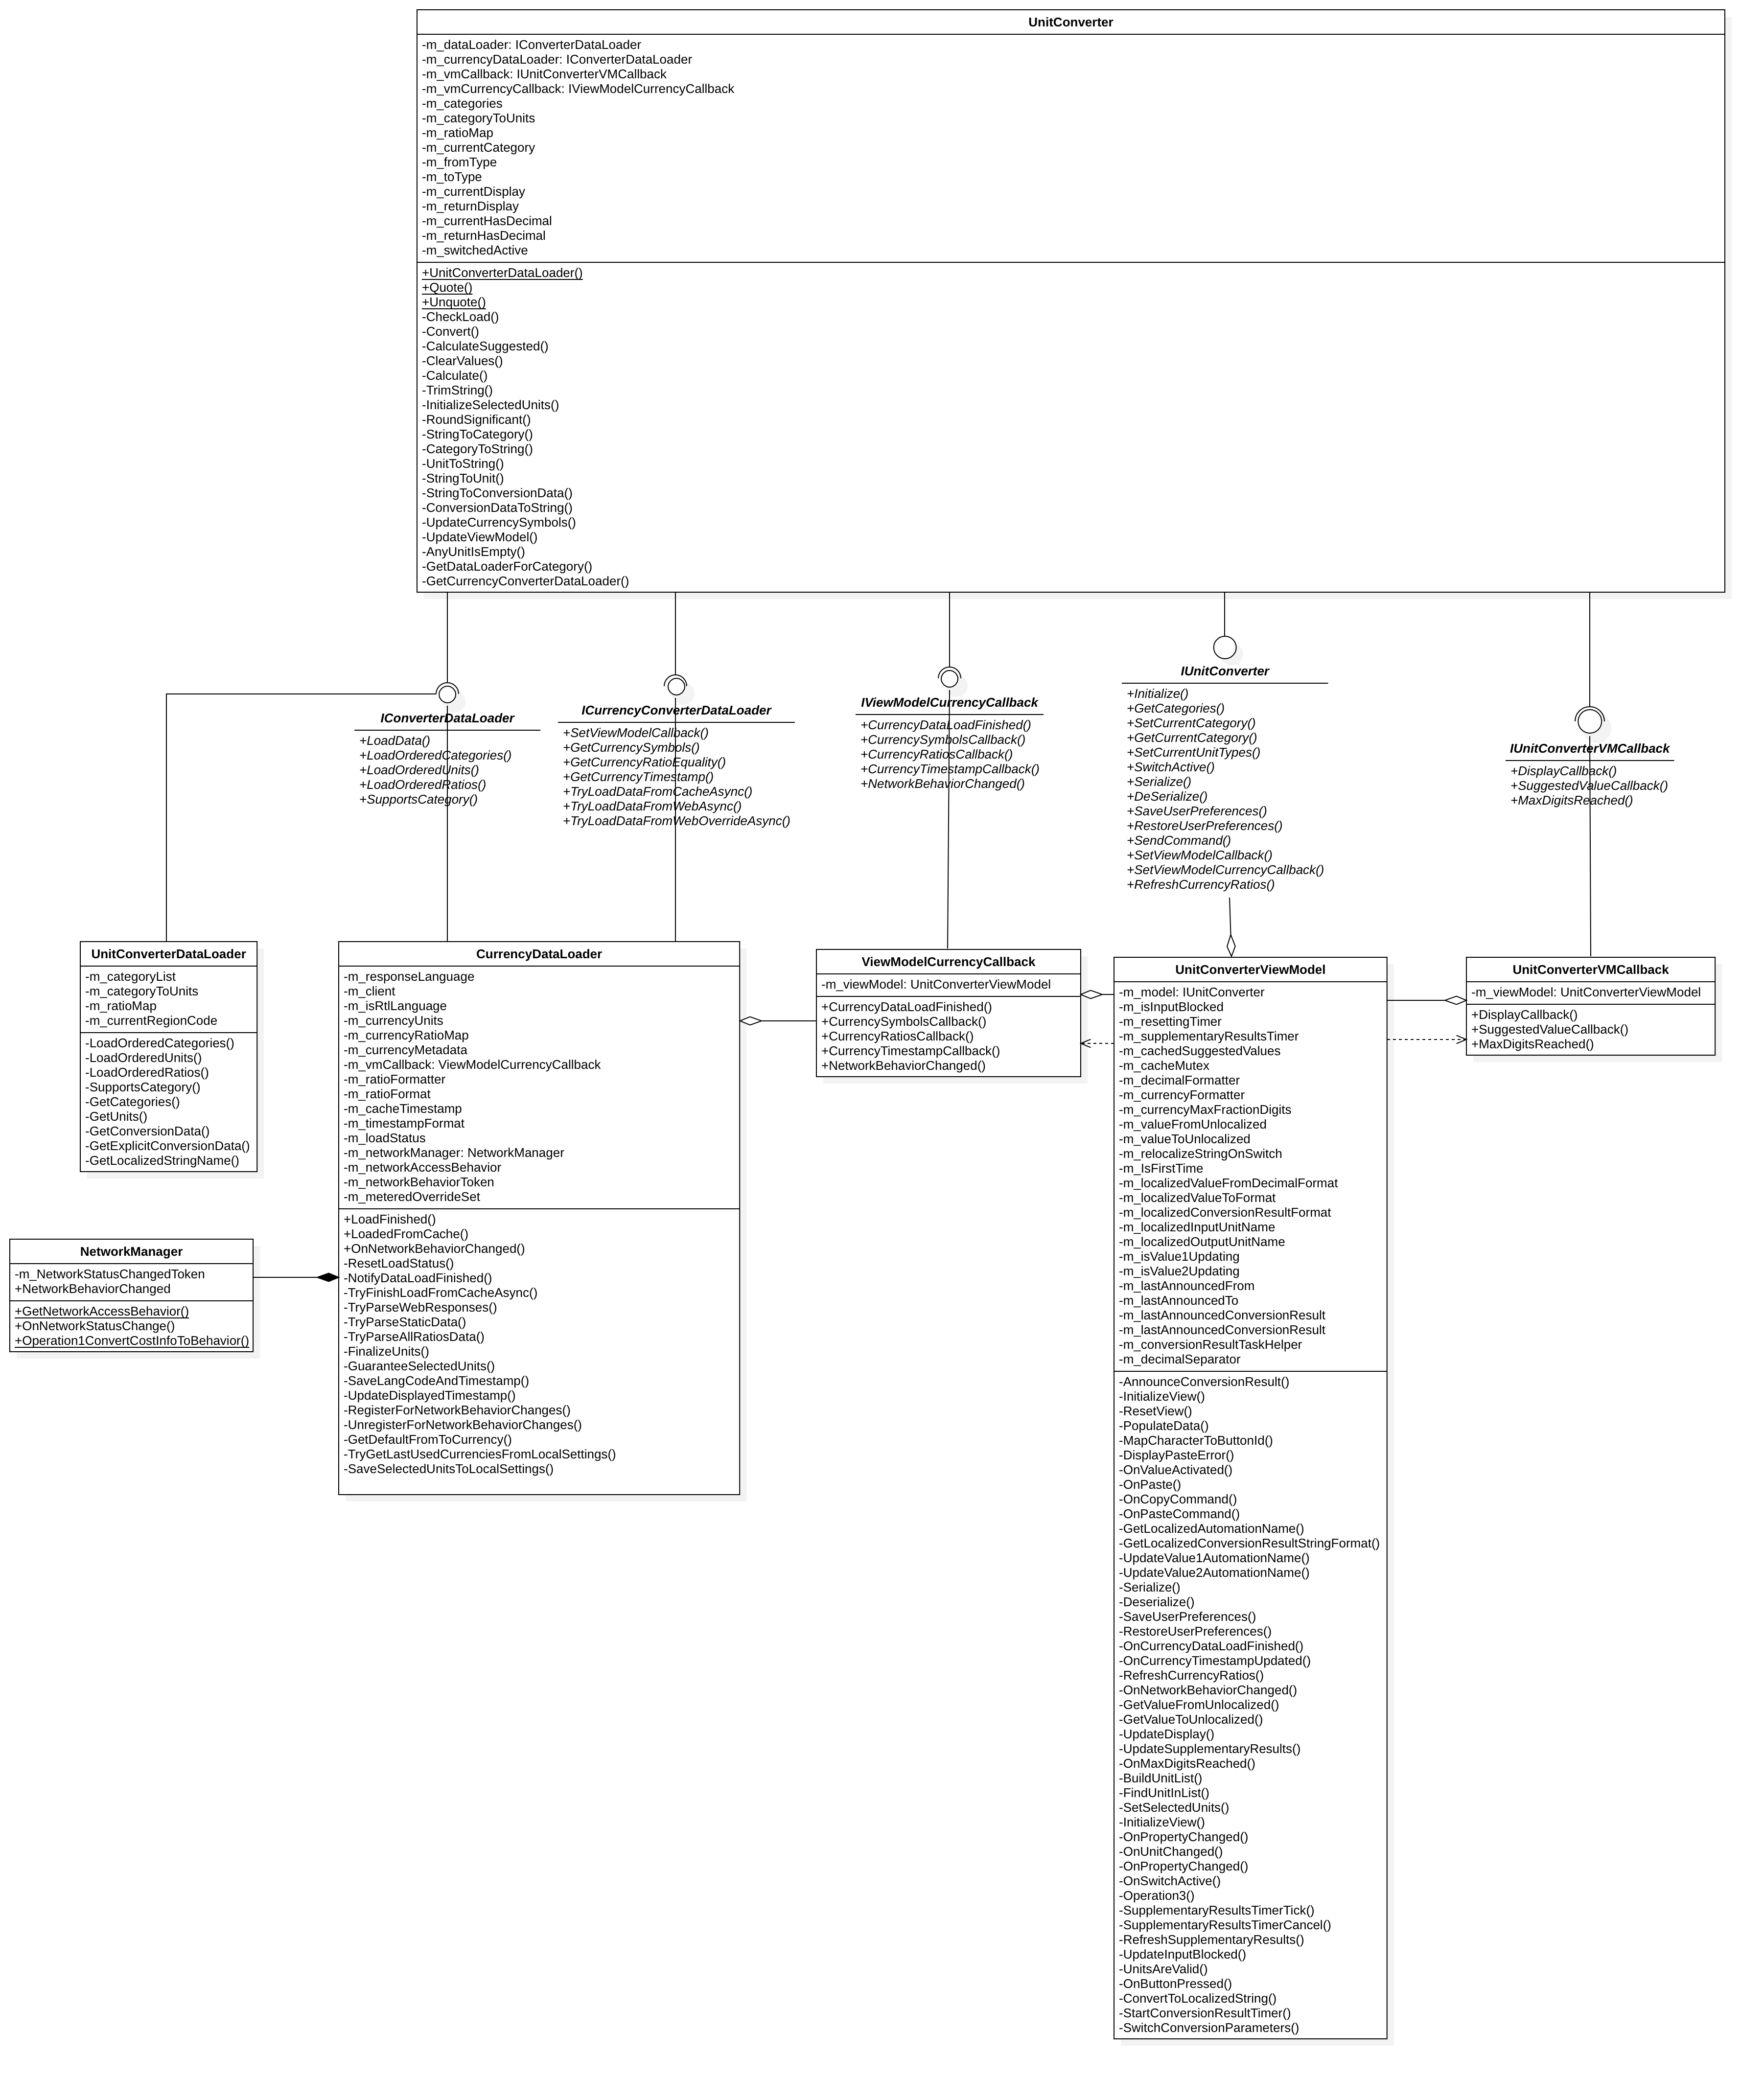 UnitConverter
-m_dataLoader: IConverterDataLoader
-m_currencyDataLoader: IConverterDataLoader
-m_vmCallback: IUnitConverterVMCallback
-m_vmCurrencyCallback: IViewModelCurrencyCallback
-m_categories
-m_categoryToUnits
-m_ratioMap
-m_currentCategory
-m_fromType
-m_toType
-m_currentDisplay
-m_returnDisplay
-m_currentHasDecimal
-m_returnHasDecimal
-m_switchedActive
+UnitConverterDataLoader()
+Quote()
+Unquote()
-CheckLoad()
-Convert()
-CalculateSuggested()
-ClearValues()
-Calculate()
-TrimString()
-InitializeSelectedUnits()
-RoundSignificant()
-StringToCategory()
-CategoryToString()
-UnitToString()
-StringToUnit()
-StringToConversionData()
-ConversionDataToString()
-UpdateCurrencySymbols()
-UpdateViewModel()
-AnyUnitIsEmpty()
-GetDataLoaderForCategory()
-GetCurrencyConverterDataLoader()
IConverterDataLoader
+LoadData()
+LoadOrderedCategories()
+LoadOrderedUnits()
+LoadOrderedRatios()
+SupportsCategory()
ICurrencyConverterDataLoader
+SetViewModelCallback()
+GetCurrencySymbols()
+GetCurrencyRatioEquality()
+GetCurrencyTimestamp()
+TryLoadDataFromCacheAsync()
+TryLoadDataFromWebAsync()
+TryLoadDataFromWebOverrideAsync()
IViewModelCurrencyCallback
+CurrencyDataLoadFinished()
+CurrencySymbolsCallback()
+CurrencyRatiosCallback()
+CurrencyTimestampCallback()
+NetworkBehaviorChanged()
IUnitConverter
+Initialize()
+GetCategories()
+SetCurrentCategory()
+GetCurrentCategory()
+SetCurrentUnitTypes()
+SwitchActive()
+Serialize()
+DeSerialize()
+SaveUserPreferences()
+RestoreUserPreferences()
+SendCommand()
+SetViewModelCallback()
+SetViewModelCurrencyCallback()
+RefreshCurrencyRatios()
IUnitConverterVMCallback
+DisplayCallback()
+SuggestedValueCallback()
+MaxDigitsReached()
UnitConverterDataLoader
-m_categoryList
-m_categoryToUnits
-m_ratioMap
-m_currentRegionCode
-LoadOrderedCategories()
-LoadOrderedUnits()
-LoadOrderedRatios()
-SupportsCategory()
-GetCategories()
-GetUnits()
-GetConversionData()
-GetExplicitConversionData()
-GetLocalizedStringName()
NetworkManager
-m_NetworkStatusChangedToken
+NetworkBehaviorChanged
+GetNetworkAccessBehavior()
+OnNetworkStatusChange()
+Operation1ConvertCostInfoToBehavior()
CurrencyDataLoader
-m_responseLanguage
-m_client
-m_isRtlLanguage
-m_currencyUnits
-m_currencyRatioMap
-m_currencyMetadata
-m_vmCallback: ViewModelCurrencyCallback
-m_ratioFormatter
-m_ratioFormat
-m_cacheTimestamp
-m_timestampFormat
-m_loadStatus
-m_networkManager: NetworkManager
-m_networkAccessBehavior
-m_networkBehaviorToken
-m_meteredOverrideSet
+LoadFinished()
+LoadedFromCache()
+OnNetworkBehaviorChanged()
-ResetLoadStatus()
-NotifyDataLoadFinished()
-TryFinishLoadFromCacheAsync()
-TryParseWebResponses()
-TryParseStaticData()
-TryParseAllRatiosData()
-FinalizeUnits()
-GuaranteeSelectedUnits()
-SaveLangCodeAndTimestamp()
-UpdateDisplayedTimestamp()
-RegisterForNetworkBehaviorChanges()
-UnregisterForNetworkBehaviorChanges()
-GetDefaultFromToCurrency()
-TryGetLastUsedCurrenciesFromLocalSettings()
-SaveSelectedUnitsToLocalSettings()
ViewModelCurrencyCallback
-m_viewModel: UnitConverterViewModel
+CurrencyDataLoadFinished()
+CurrencySymbolsCallback()
+CurrencyRatiosCallback()
+CurrencyTimestampCallback()
+NetworkBehaviorChanged()
UnitConverterViewModel
-m_model: IUnitConverter
-m_isInputBlocked
-m_resettingTimer
-m_supplementaryResultsTimer
-m_cachedSuggestedValues
-m_cacheMutex
-m_decimalFormatter
-m_currencyFormatter
-m_currencyMaxFractionDigits
-m_valueFromUnlocalized
-m_valueToUnlocalized
-m_relocalizeStringOnSwitch
-m_IsFirstTime
-m_localizedValueFromDecimalFormat
-m_localizedValueToFormat
-m_localizedConversionResultFormat
-m_localizedInputUnitName
-m_localizedOutputUnitName
-m_isValue1Updating
-m_isValue2Updating
-m_lastAnnouncedFrom
-m_lastAnnouncedTo
-m_lastAnnouncedConversionResult
-m_lastAnnouncedConversionResult
-m_conversionResultTaskHelper
-m_decimalSeparator
-AnnounceConversionResult()
-InitializeView()
-ResetView()
-PopulateData()
-MapCharacterToButtonId()
-DisplayPasteError()
-OnValueActivated()
-OnPaste()
-OnCopyCommand()
-OnPasteCommand()
-GetLocalizedAutomationName()
-GetLocalizedConversionResultStringFormat()
-UpdateValue1AutomationName()
-UpdateValue2AutomationName()
-Serialize()
-Deserialize()
-SaveUserPreferences()
-RestoreUserPreferences()
-OnCurrencyDataLoadFinished()
-OnCurrencyTimestampUpdated()
-RefreshCurrencyRatios()
-OnNetworkBehaviorChanged()
-GetValueFromUnlocalized()
-GetValueToUnlocalized()
-UpdateDisplay()
-UpdateSupplementaryResults()
-OnMaxDigitsReached()
-BuildUnitList()
-FindUnitInList()
-SetSelectedUnits()
-InitializeView()
-OnPropertyChanged()
-OnUnitChanged()
-OnPropertyChanged()
-OnSwitchActive()
-Operation3()
-SupplementaryResultsTimerTick()
-SupplementaryResultsTimerCancel()
-RefreshSupplementaryResults()
-UpdateInputBlocked()
-UnitsAreValid()
-OnButtonPressed()
-ConvertToLocalizedString()
-StartConversionResultTimer()
-SwitchConversionParameters()
UnitConverterVMCallback
-m_viewModel: UnitConverterViewModel
+DisplayCallback()
+SuggestedValueCallback()
+MaxDigitsReached()